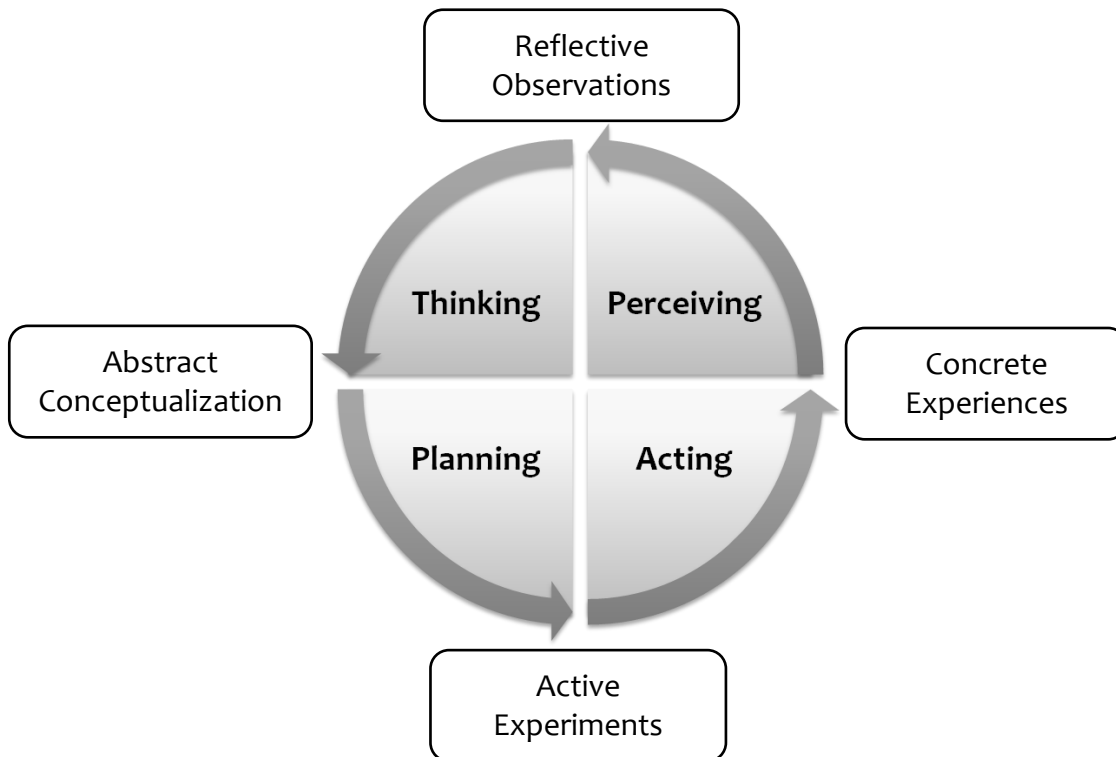 Reflective
Observations
Thinking
Perceiving
Abstract
Conceptualization
Concrete
Experiences
Planning
Acting
Active
Experiments